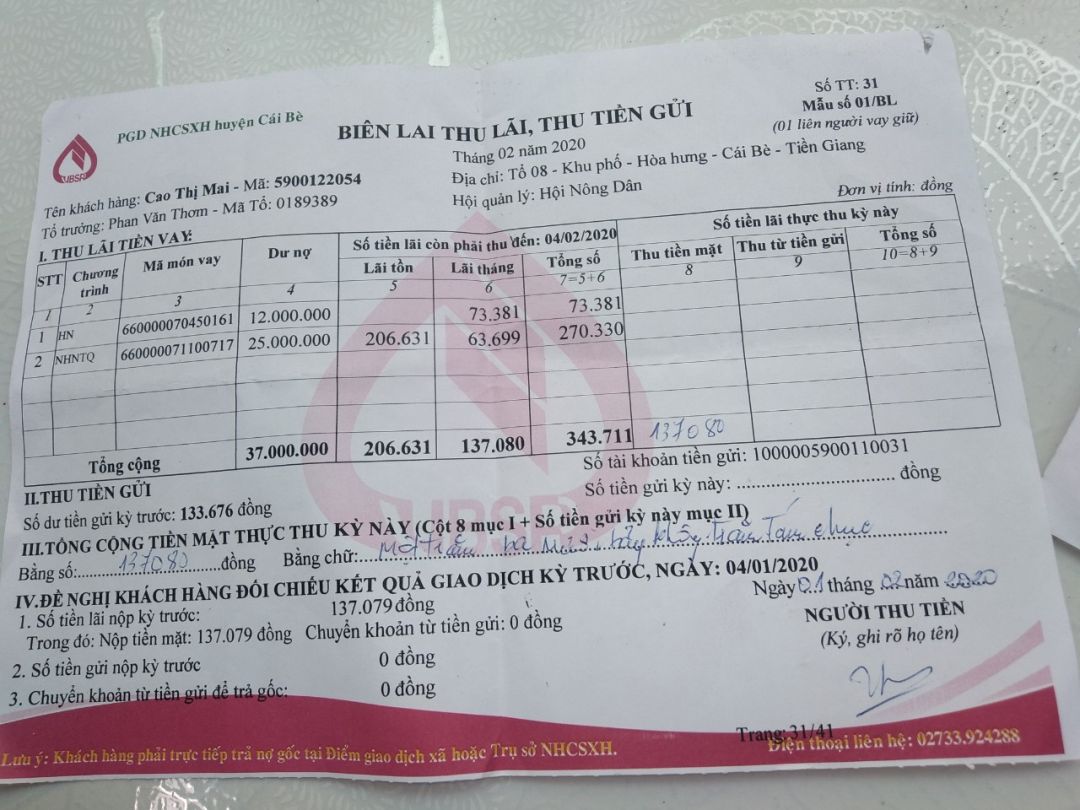 PGD NHCSXH huyện Cái Bè
VBSP
BIÊN LAI THU LÃI, THU TIỀN GỬI
Tháng 02 năm 2020
Số TT: 31
Mẫu số 01/BL
(01 liên người vay giữ)
Tên khách hàng: Cao Thị Mai - Mã: 5900122054
Địa chỉ: Tổ 08 - Khu phố - Hòa hưng - Cái Bè - Tiền Giang
Tổ trưởng: Phan Văn Thơm - Mã Tổ: 0189389
Hội quản lý: Hội Nông Dân
I. THU LÃI TIỀN VAY:
Đơn vị tính: đồng
STT Chương trình Mã món vay Dư nợ Số tiền lãi còn phải thu đến: 04/02/2020 Số tiền lãi thực thu kỳ này
Lãi tồn Lãi tháng Tổng số Thu tiền mặt Thu từ tiền gửi Tổng số
1 2 3 4 5 6 7=5+6 8 9 10=8+9
1 HN 660000070450161 12.000.000 73.381 73.381
2 NHNTQ 660000071100717 25.000.000 206.631 63.699 270.330
Tổng cộng 37.000.000 206.631 137.080 343.711 137080
II.THU TIỀN GỬI
Số tài khoản tiền gửi: 1000005900110031
Số dư tiền gửi kỳ trước: 133.676 đồng
Số tiền gửi kỳ này: .............................. đồng
III.TỔNG CỘNG TIỀN MẶT THỰC THU KỲ NÀY (Cột 8 mục I + Số tiền gửi kỳ này mục II)
Bằng số:.......137080......đồng Bằng chữ: Một trăm ba mươi bảy không trăm Tám chục
IV.ĐỀ NGHỊ KHÁCH HÀNG ĐỐI CHIẾU KẾT QUẢ GIAO DỊCH KỲ TRƯỚC, NGÀY: 04/01/2020
Ngày 01 tháng 02 năm 2020
1. Số tiền lãi nộp kỳ trước: 137.079 đồng
NGƯỜI THU TIỀN
Trong đó: Nộp tiền mặt: 137.079 đồng Chuyển khoản từ tiền gửi: 0 đồng
(Ký, ghi rõ họ tên)
2. Số tiền gửi nộp kỳ trước 0 đồng
3. Chuyển khoản từ tiền gửi để trả gốc: 0 đồng
Trang 31/41
Lưu ý: Khách hàng phải trực tiếp trả nợ gốc tại Điểm giao dịch xã hoặc Trụ sở NHCSXH.
Điện thoại liên hệ: 02733.924288